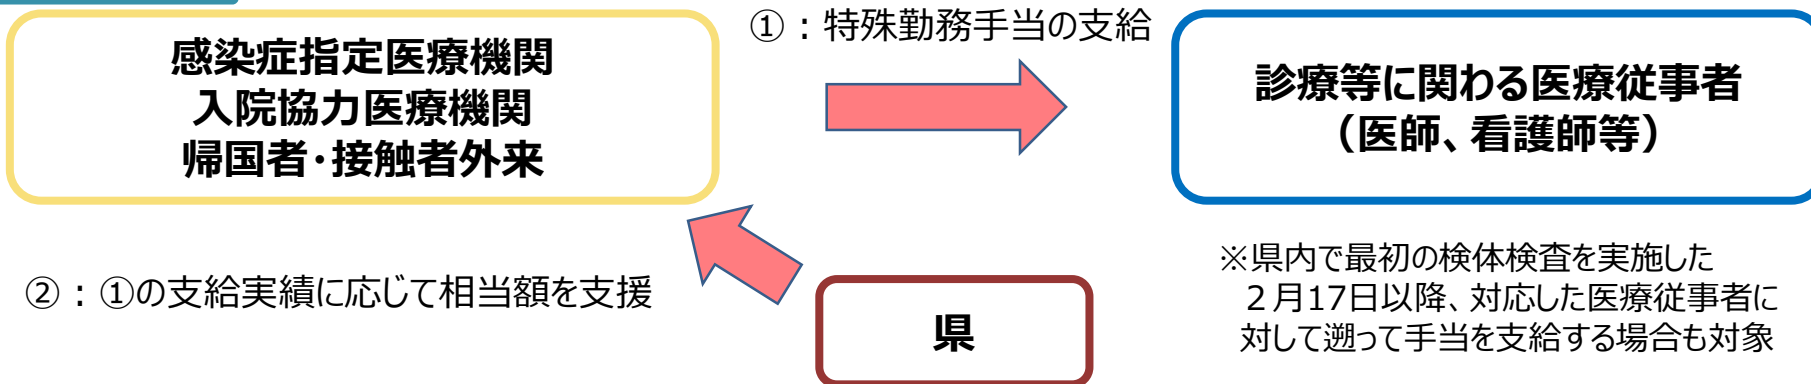 ①：特殊勤務手当の支給
感染症指定医療機関
入院協力医療機関
帰国者・接触者外来
診療等に関わる医療従事者
（医師、看護師等）
②：①の支給実績に応じて相当額を支援
県
※県内で最初の検体検査を実施した
２月17日以降、対応した医療従事者に
対して遡って手当を支給する場合も対象